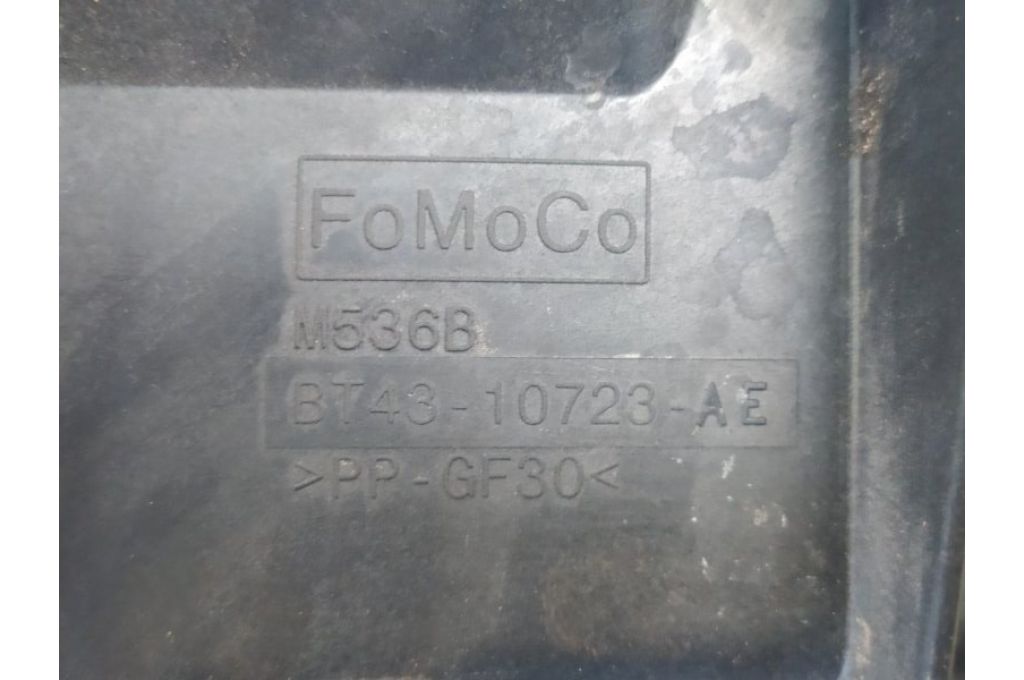 FoMoCo
M536B
BT43-10723-AE
>PP-GF30<